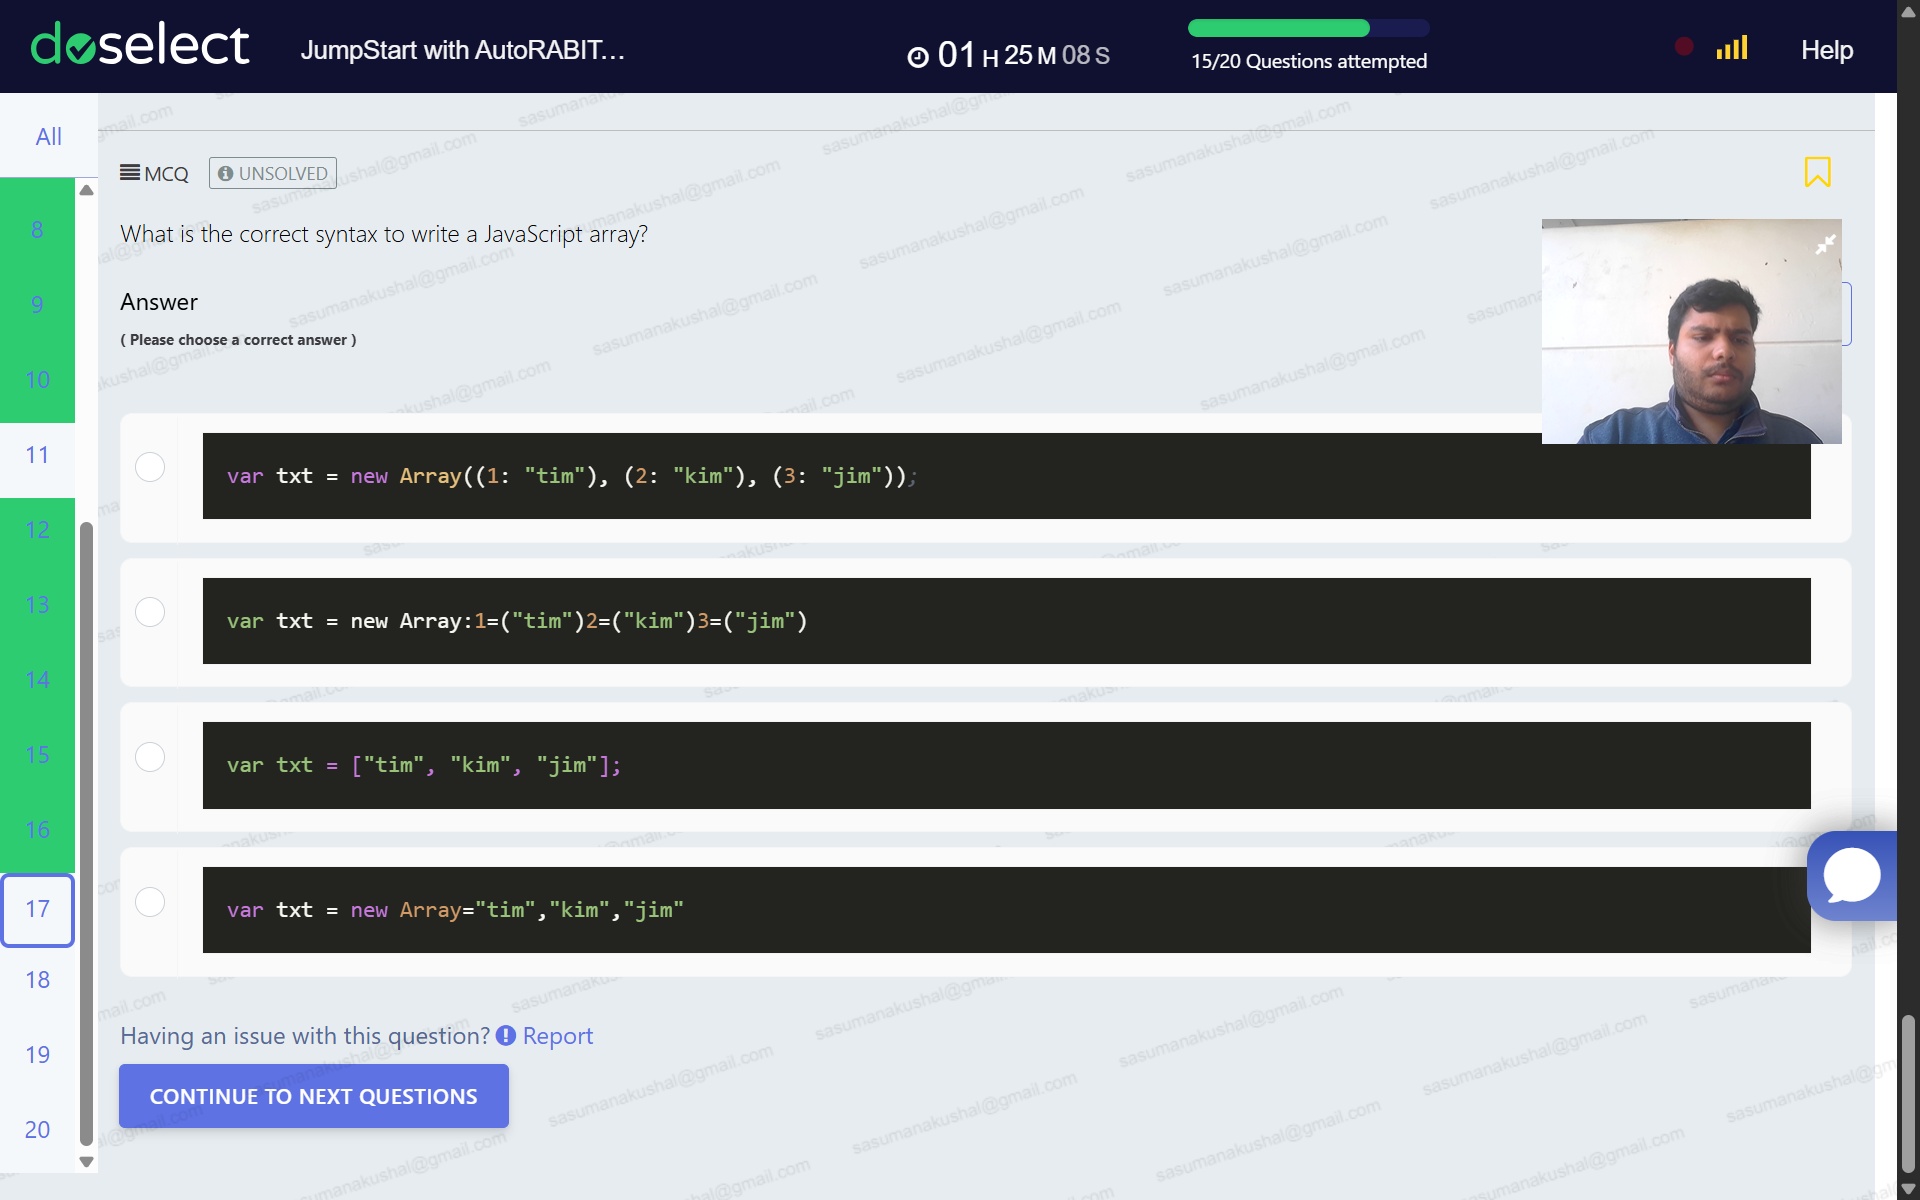 doselect
JumpStart with AutoRABIT...
01 H 25 M 08 S
15/20 Questions attempted
Help
All
8
9
10
11
12
13
14
15
16
17
18
19
20
MCQ
UNSOLVED
What is the correct syntax to write a JavaScript array?
Answer
( Please choose a correct answer )
var txt = new Array((1: "tim"), (2: "kim"), (3: "jim"));
var txt = new Array:1=("tim")2=("kim")3=("jim")
var txt = ["tim", "kim", "jim"];
var txt = new Array="tim","kim","jim"
Having an issue with this question? Report
CONTINUE TO NEXT QUESTIONS
sasumanakushal@gmail.com